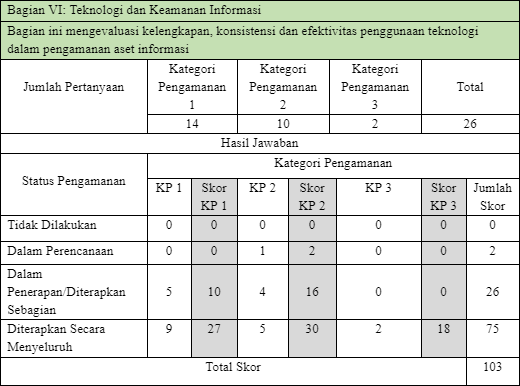 Bagian VI: Teknologi dan Keamanan Informasi
Bagian ini mengevaluasi kelengkapan, konsistensi dan efektivitas penggunaan teknologi
dalam pengamanan aset informasi
Jumlah Pertanyaan
Kategori Pengamanan 1
Kategori Pengamanan 2
Kategori Pengamanan 3
Total
14 10 2 26
Hasil Jawaban
Status Pengamanan
Kategori Pengamanan
KP 1 Skor KP 1 KP 2 Skor KP 2 KP 3 Skor KP 3 Jumlah Skor
Tidak Dilakukan 0 0 0 0 0 0 0
Dalam Perencanaan 0 0 1 2 0 0 2
Dalam Penerapan/Diterapkan Sebagian 5 10 4 16 0 0 26
Diterapkan Secara Menyeluruh 9 27 5 30 2 18 75
Total Skor 103